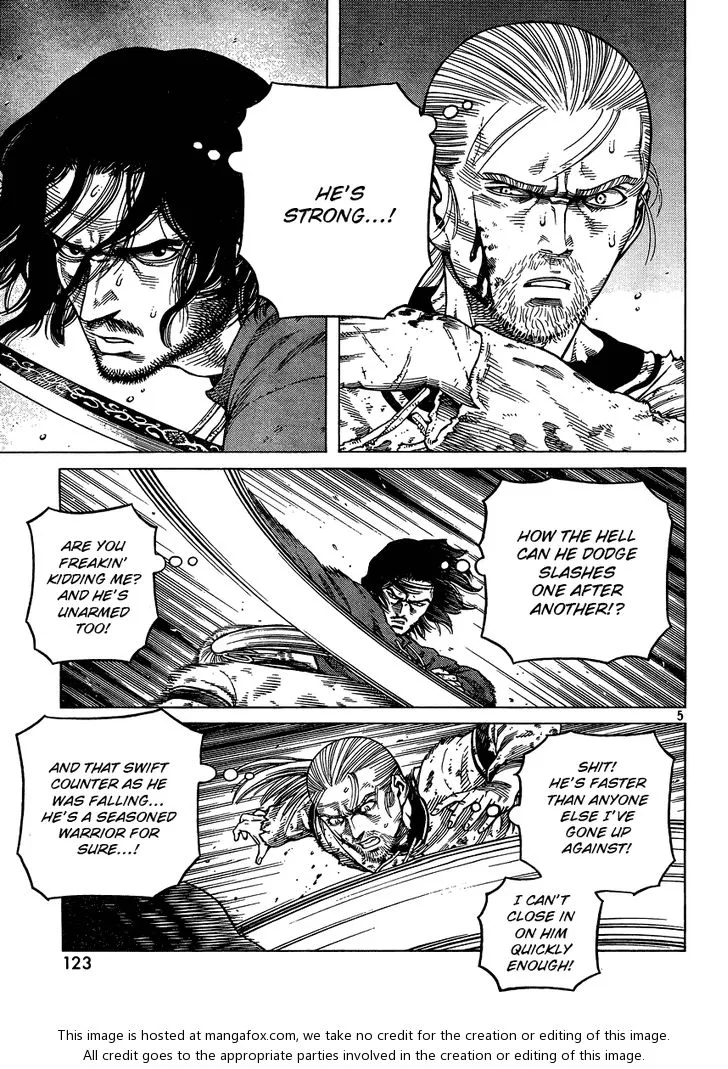 HE'S
STRONG...!
HOW THE HELL
CAN HE DODGE
SLASHES
ONE AFTER
ANOTHER!?
ARE YOU
FREAKIN'
KIDDING ME?
AND HE'S
UNARMED
TOO!
5
SHIT!
HE'S FASTER
THAN ANYONE
ELSE I'VE
GONE UP
AGAINST!
I CAN'T
CLOSE IN
ON HIM
QUICKLY
ENOUGH!
AND THAT SWIFT
COUNTER AS HE
WAS FALLING...
HE'S A SEASONED
WARRIOR FOR
SURE...!
123
This image is hosted at mangafox.com, we take no credit for the creation or editing of this image.
All credit goes to the appropriate parties involved in the creation or editing of this image.